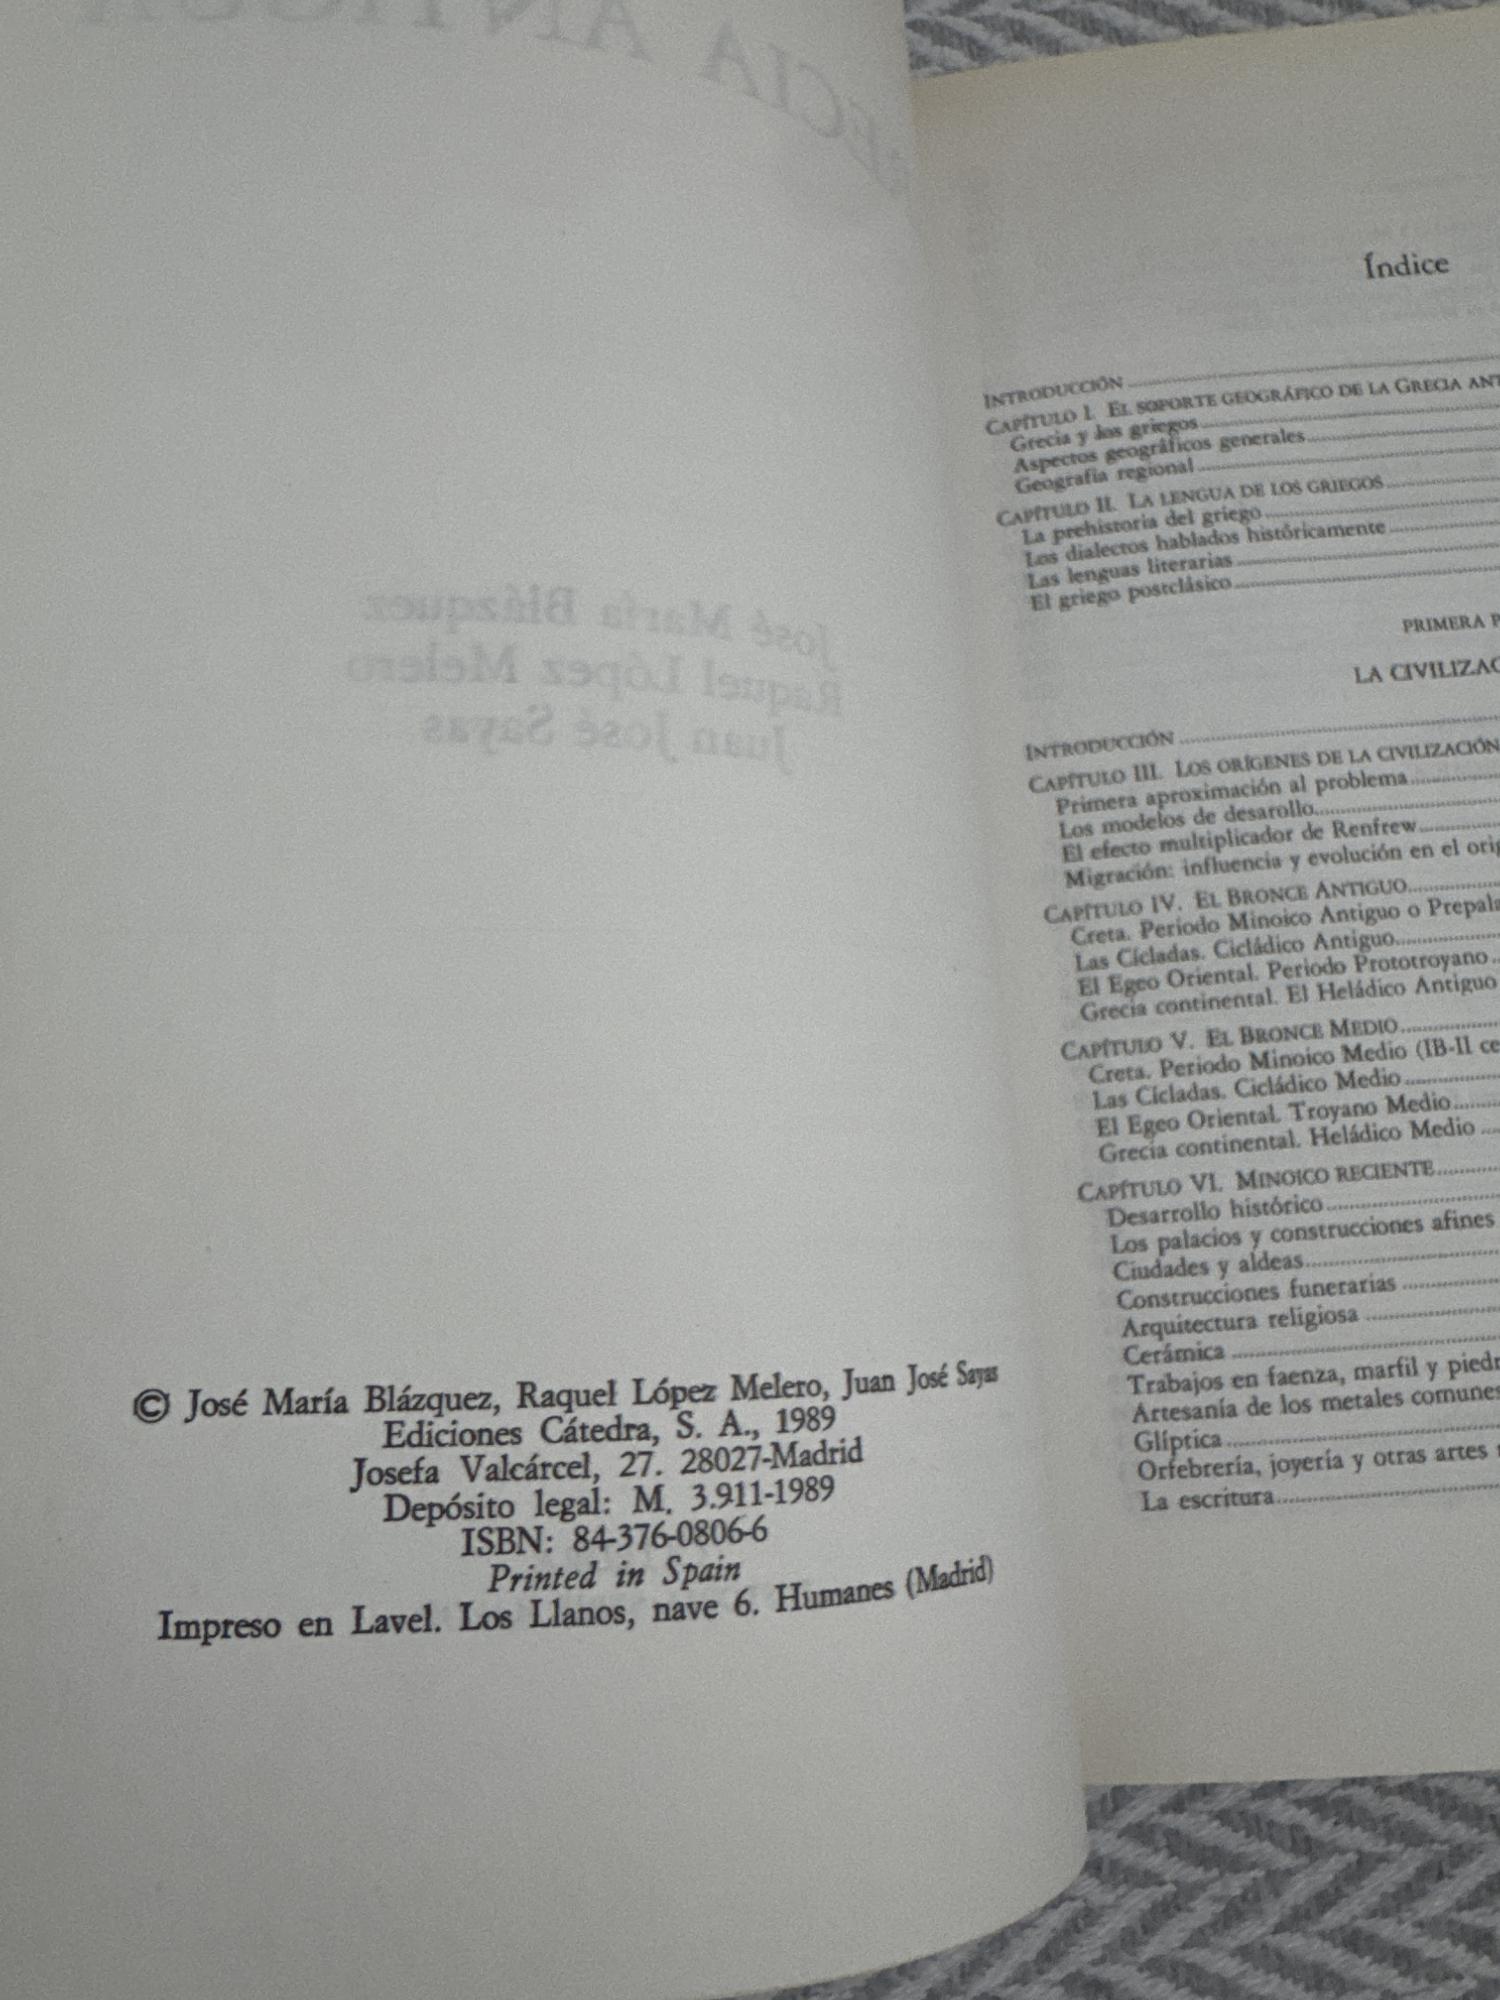 José María Blázquez
Raquel López Melero
Juan José Sayas
© José María Blázquez, Raquel López Melero, Juan José Sayas
Ediciones Cátedra, S. A., 1989
Josefa Valcárcel, 27. 28027-Madrid
Depósito legal: M. 3.911-1989
ISBN: 84-376-0806-6
Printed in Spain
Impreso en Lavel. Los Llanos, nave 6. Humanes (Madrid)
Índice
INTRODUCCIÓN
CAPÍTULO I. EL SOPORTE GEOGRÁFICO DE LA GRECIA
Grecia y los griegos
Aspectos geográficos generales
Geografía regional
CAPÍTULO II. LA LENGUA DE LOS GRIEGOS
La prehistoria del griego
Los dialectos hablados históricamente
Las lenguas literarias
El griego postclásico
PRIMERA
LA
INTRODUCCIÓN
CAPÍTULO III. LOS ORÍGENES DE LA CIVILIZACIÓN
Primera aproximación al problema
Los modelos de desarollo
El efecto multiplicador de Renfrew
Migración: influencia y evolución en el
CAPÍTULO IV. EL BRONCE ANTIGUO
Creta. Periodo Minoico Antiguo o
Las Cícladas. Cicládico Antiguo
El Egeo Oriental. Periodo Prototroyano
Grecia continental. El Heládico Antiguo
CAPÍTULO V. EL BRONCE MEDIO
Creta. Periodo Minoico Medio (IB-II
Las Cícladas. Cicládico Medio
El Egeo Oriental. Troyano Medio
Grecia continental. Heládico Medio
CAPÍTULO VI. MINOICO RECIENTE
Desarrollo histórico
Los palacios y construcciones afines
Ciudades y aldeas
Construcciones funerarias
Arquitectura religiosa
Cerámica
Trabajos en faenza, marfil y
Artesanía de los metales comunes
Glíptica
Orfebrería, joyería y otras artes
La escritura